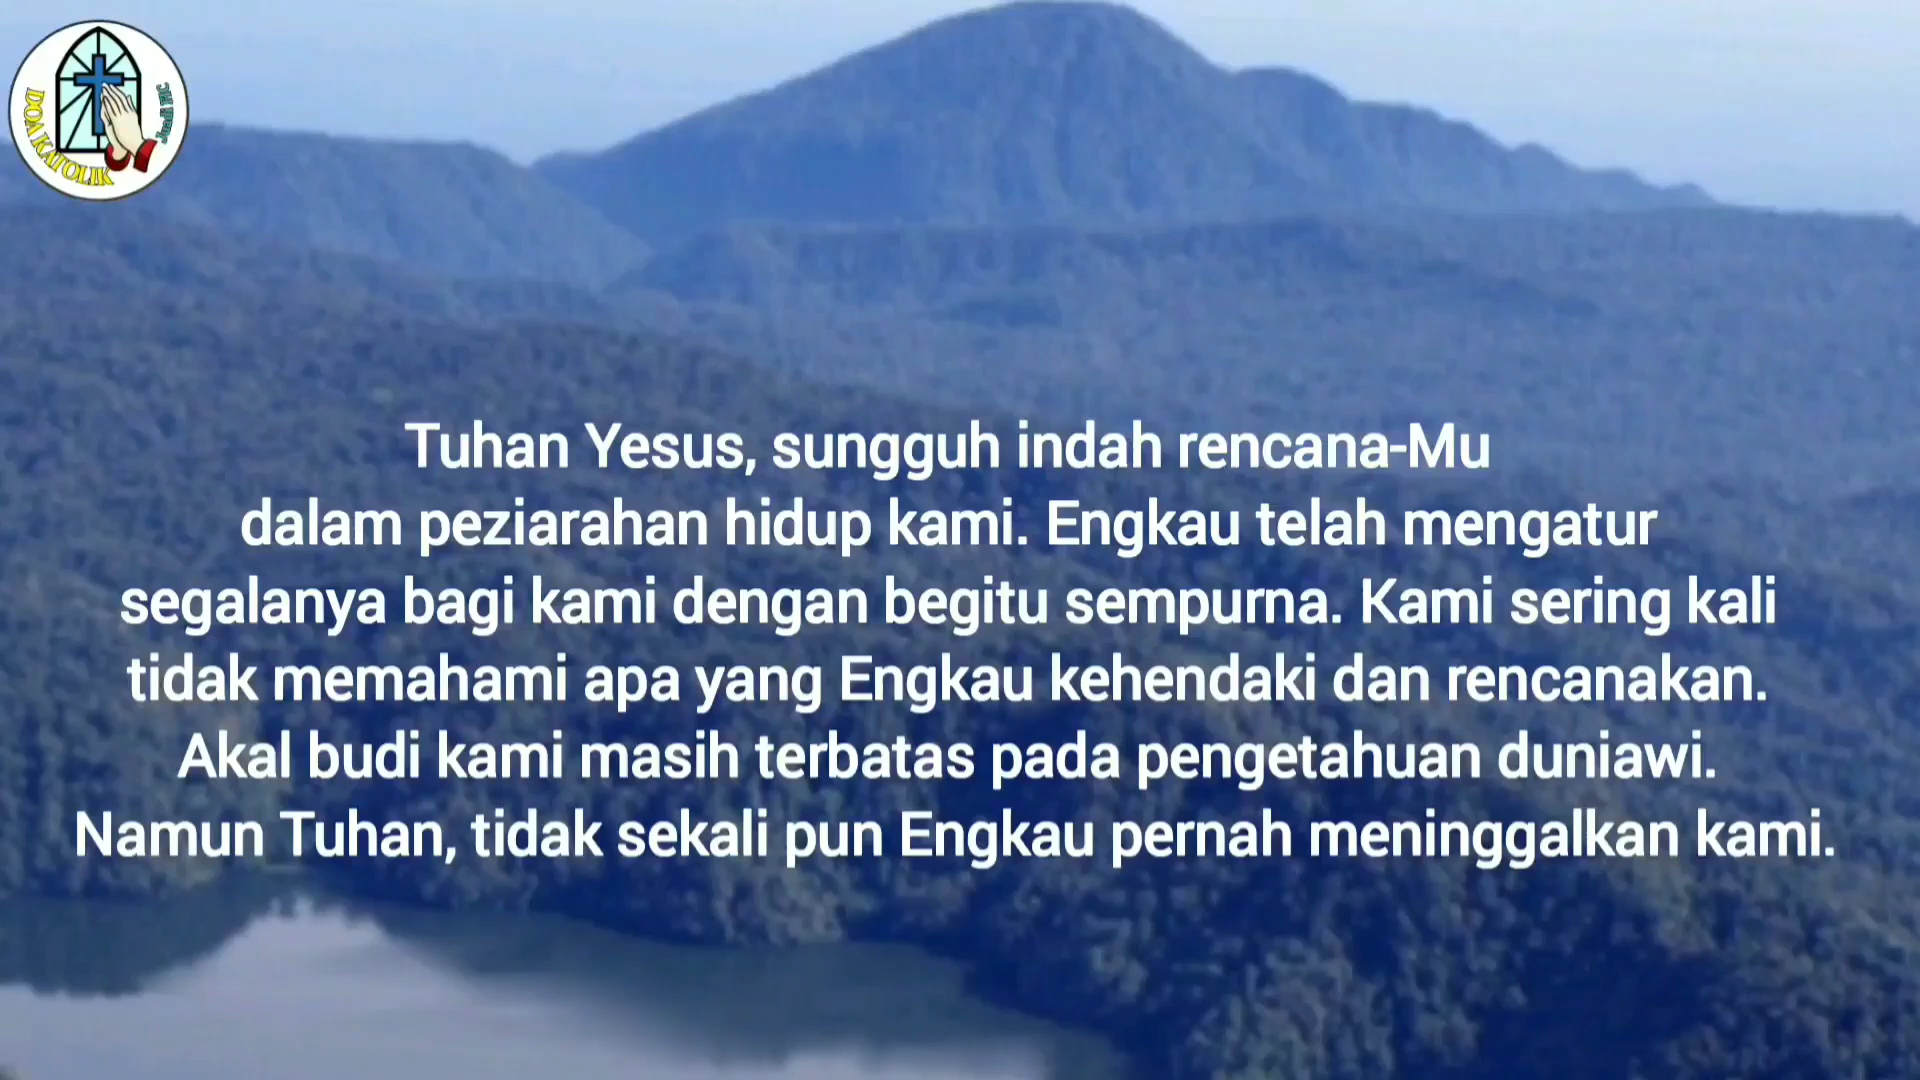 DOA KATOLIK
Tuhan Yesus, sungguh indah rencana-Mu
dalam peziarahan hidup kami. Engkau telah mengatur
segalanya bagi kami dengan begitu sempurna. Kami sering kali
tidak memahami apa yang Engkau kehendaki dan rencanakan.
Akal budi kami masih terbatas pada pengetahuan duniawi.
Namun Tuhan, tidak sekali pun Engkau pernah meninggalkan kami.